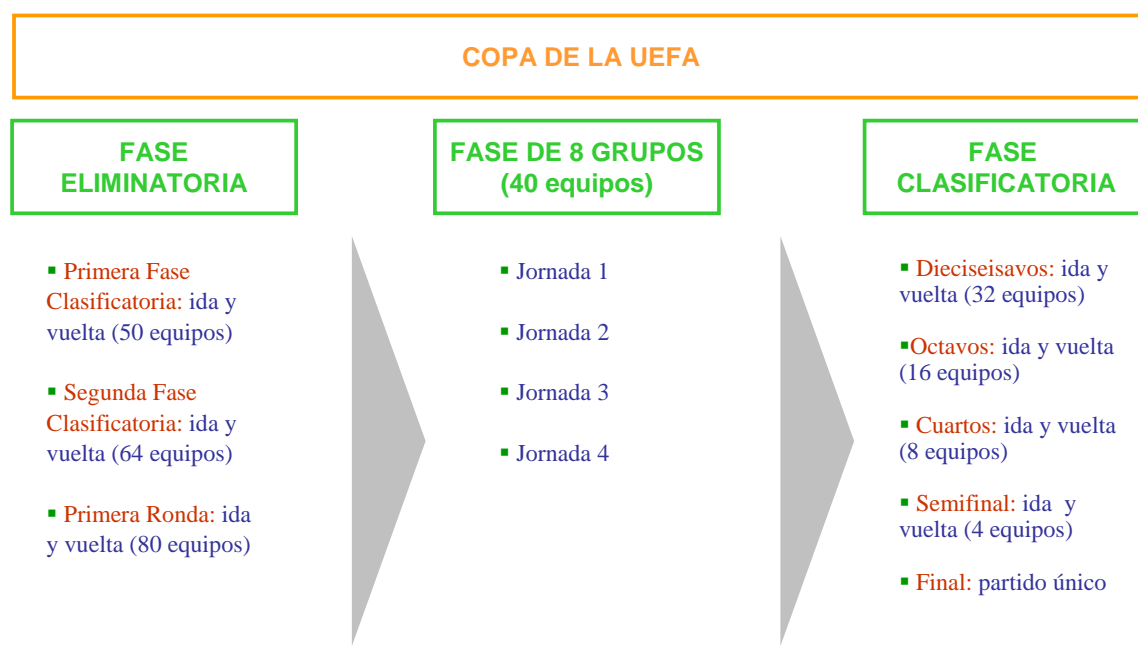 COPA DE LA UEFA
FASE
ELIMINATORIA
▪ Primera Fase
Clasificatoria: ida y
vuelta (50 equipos)
▪ Segunda Fase
Clasificatoria: ida y
vuelta (64 equipos)
▪ Primera Ronda: ida
y vuelta (80 equipos)
FASE DE 8 GRUPOS
(40 equipos)
▪ Jornada 1
▪ Jornada 2
▪ Jornada 3
▪ Jornada 4
FASE
CLASIFICATORIA
▪ Dieciseisavos: ida y
vuelta (32 equipos)
▪Octavos: ida y vuelta
(16 equipos)
▪ Cuartos: ida y vuelta
(8 equipos)
▪ Semifinal: ida y
vuelta (4 equipos)
▪ Final: partido único